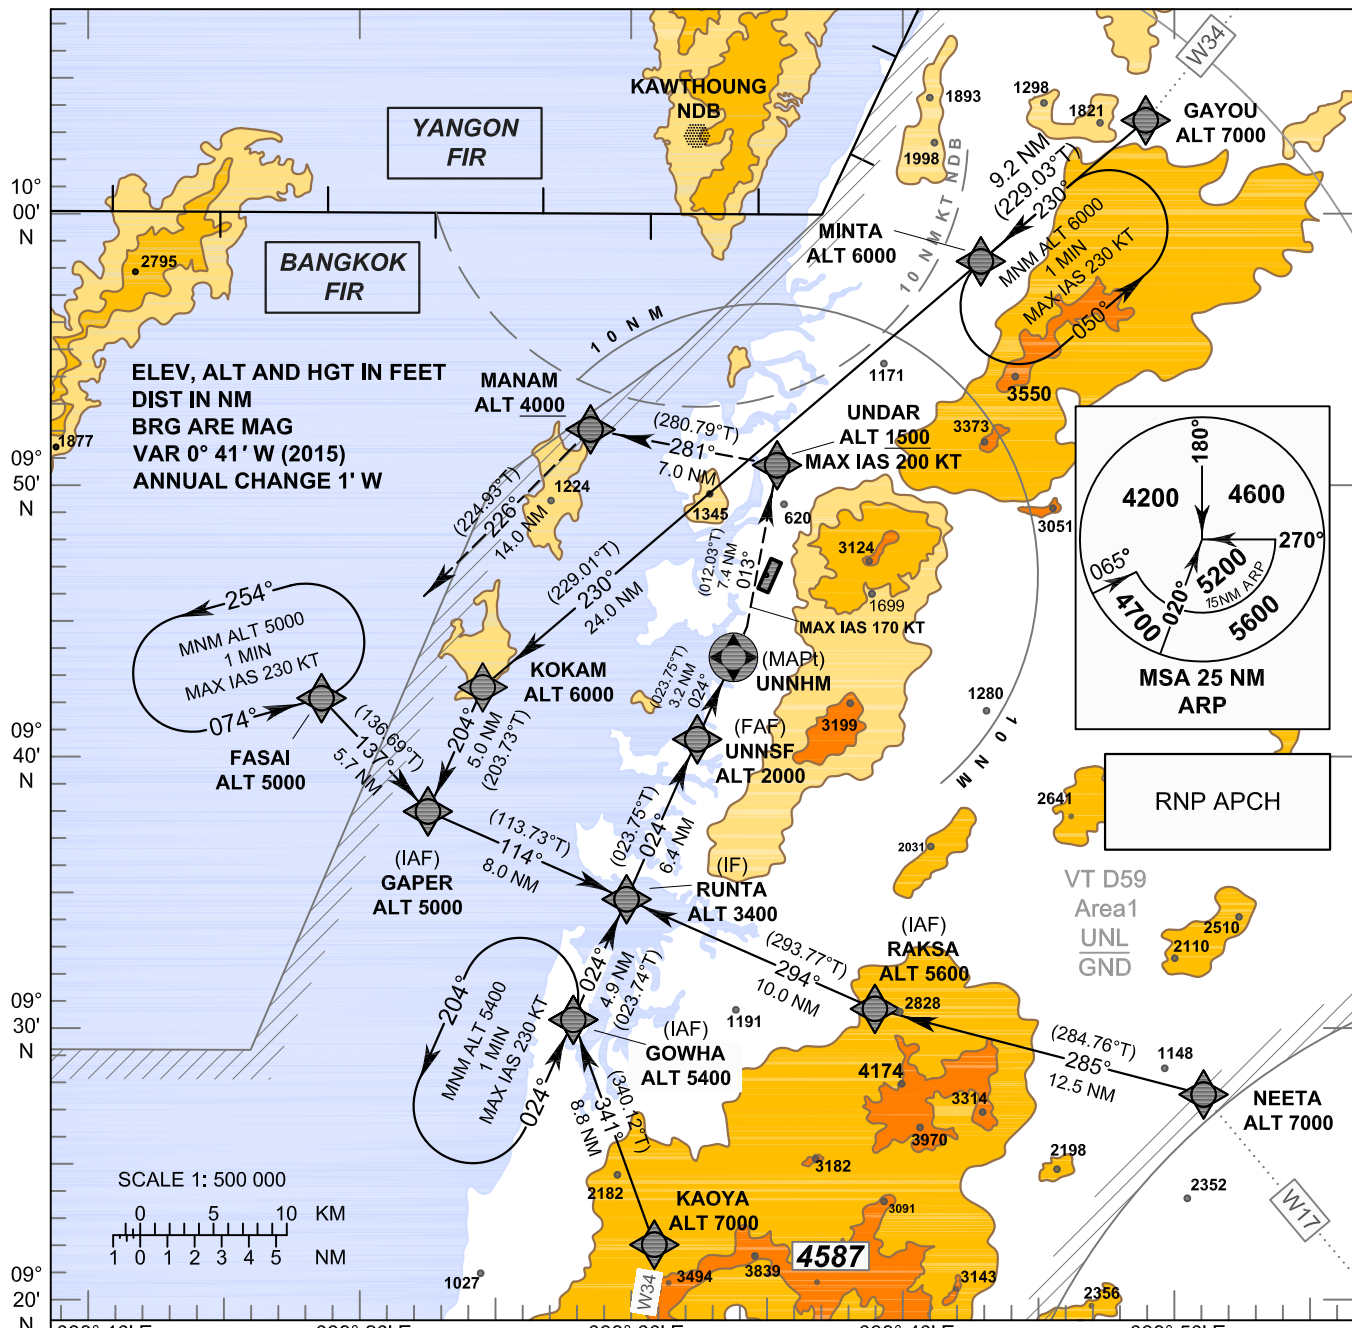 KAWTHOUNG
NDB
YANGON
FIR
BANGKOK
FIR
W34
GAYOU
ALT 7000
1893
1998
1298
1821
9.2 NM
(229.03°T)
230°
10°
00'
N
2795
MINTA
ALT 6000
10 NM KT NDB
MNM ALT 6000
1 MIN
MAX IAS 230 KT
050°
10 NM
ELEV, ALT AND HGT IN FEET
DIST IN NM
BRG ARE MAG
VAR 0° 41' W (2015)
ANNUAL CHANGE 1' W
1877
MANAM
ALT 4000
(280.79°T)
281°
7.0 NM
1171
UNDAR
ALT 1500
MAX IAS 200 KT
3550
3373
3051
09°
50'
N
(224.93°T)
226°
14.0 NM
1224
1345
620
3124
1699
(012.03°T)
7.4 NM
013°
MAX IAS 170 KT
(229.01°T)
230°
24.0 NM
180°
4200
4600
270°
065°
020°
5200
15NM ARP
4700
5600
MSA 25 NM
ARP
254°
MNM ALT 5000
1 MIN
MAX IAS 230 KT
074°
FASAI
ALT 5000
KOKAM
ALT 6000
(MAPt)
UNNHM
(023.75°T)
3.2 NM
024°
(FAF)
UNNSF
ALT 2000
3199
1280
10 NM
09°
40'
N
(136.69°T)
137°
5.7 NM
204°
5.0 NM
(203.73°T)
(IAF)
GAPER
ALT 5000
(113.73°T)
114°
8.0 NM
(023.75°T)
024°
6.4 NM
(IF)
RUNTA
ALT 3400
2031
2641
RNP APCH
VT D59
Area1
UNL
GND
2510
2110
(IAF)
RAKSA
ALT 5600
(293.77°T)
294°
10.0 NM
2828
09°
30'
N
204°
MNM ALT 5400
1 MIN
MAX IAS 230 KT
024°
024°
4.9 NM
(023.74°T)
(IAF)
GOWHA
ALT 5400
1191
4174
3314
3970
3182
(284.76°T)
285°
12.5 NM
1148
NEETA
ALT 7000
2198
2352
W17
(340.12°T)
341°
8.8 NM
2182
KAOYA
ALT 7000
3091
4587
3839
3494
3143
2356
W34
1027
SCALE 1: 500 000
0 5 10 KM
1 0 1 2 3 4 5 NM
09°
20'
N